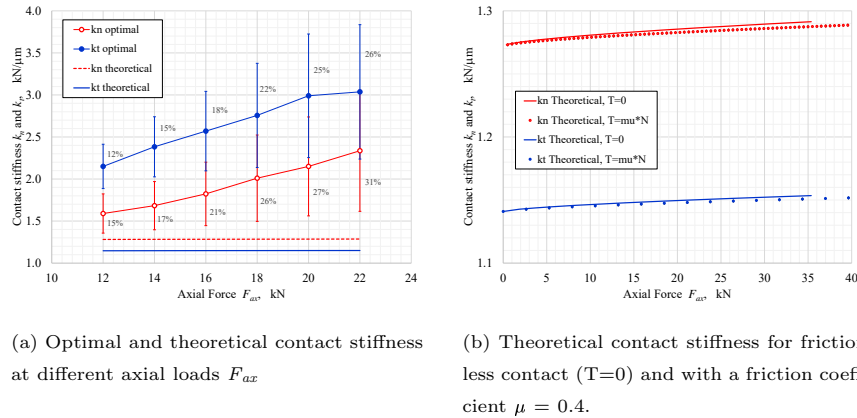 4.0
3.5
3.0
2.5
2.0
1.5
1.0
Contact stiffness kn and kt, kN/μm
kn optimal
kt optimal
kn theoretical
kt theoretical
12%
15%
18%
22%
25%
26%
15%
17%
21%
26%
27%
31%
10 12 14 16 18 20 22 24
Axial Force Fax, kN
(a) Optimal and theoretical contact stiffness
at different axial loads Fax
1.3
1.2
1.1
Contact stiffness kn and kt, kN/μm
kn Theoretical, T=0
kn Theoretical, T=mu*N
kt Theoretical, T=0
kt Theoretical, T=mu*N
0 5 10 15 20 25 30 35 40
Axial Force Fax, kN
(b) Theoretical contact stiffness for friction
less contact (T=0) and with a friction coeffi
cient μ = 0.4.